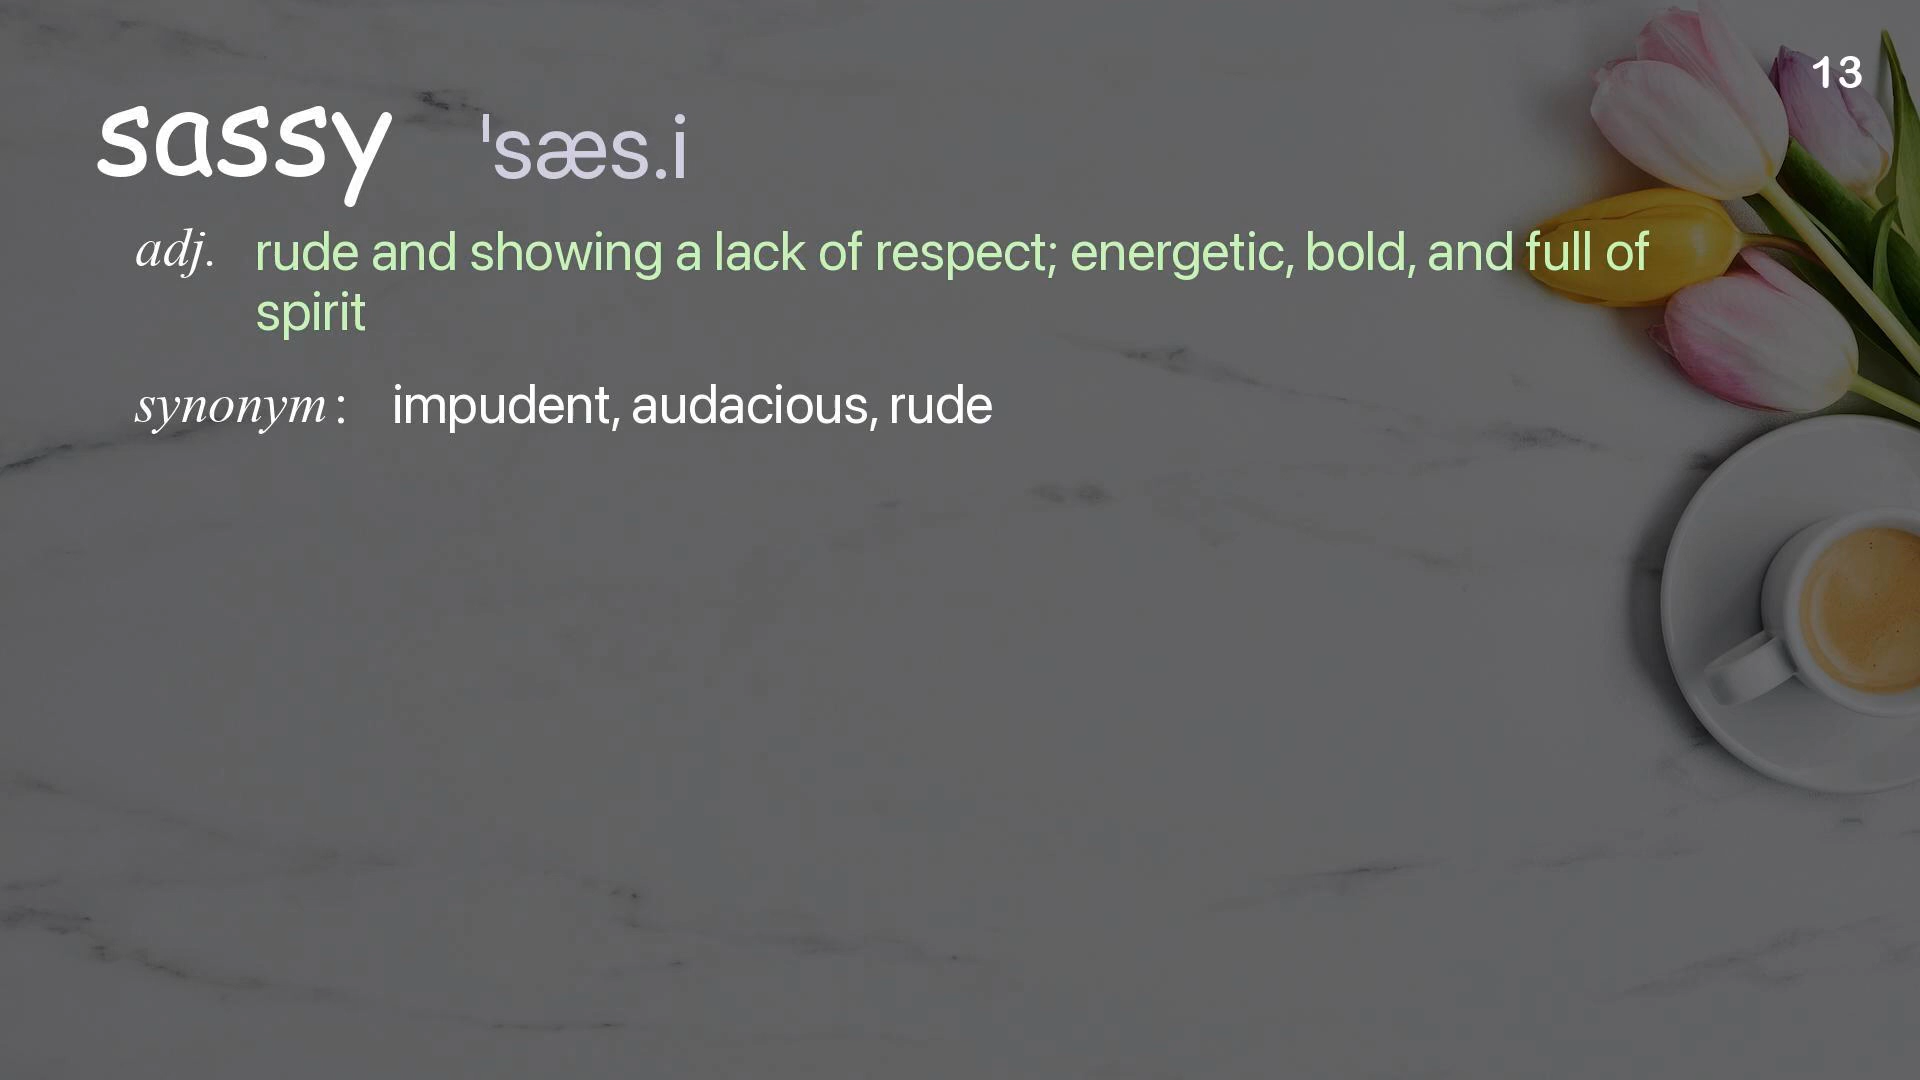 13
sassy ˈsæs.i
adj. rude and showing a lack of respect; energetic, bold, and full of
spirit
synonym: impudent, audacious, rude